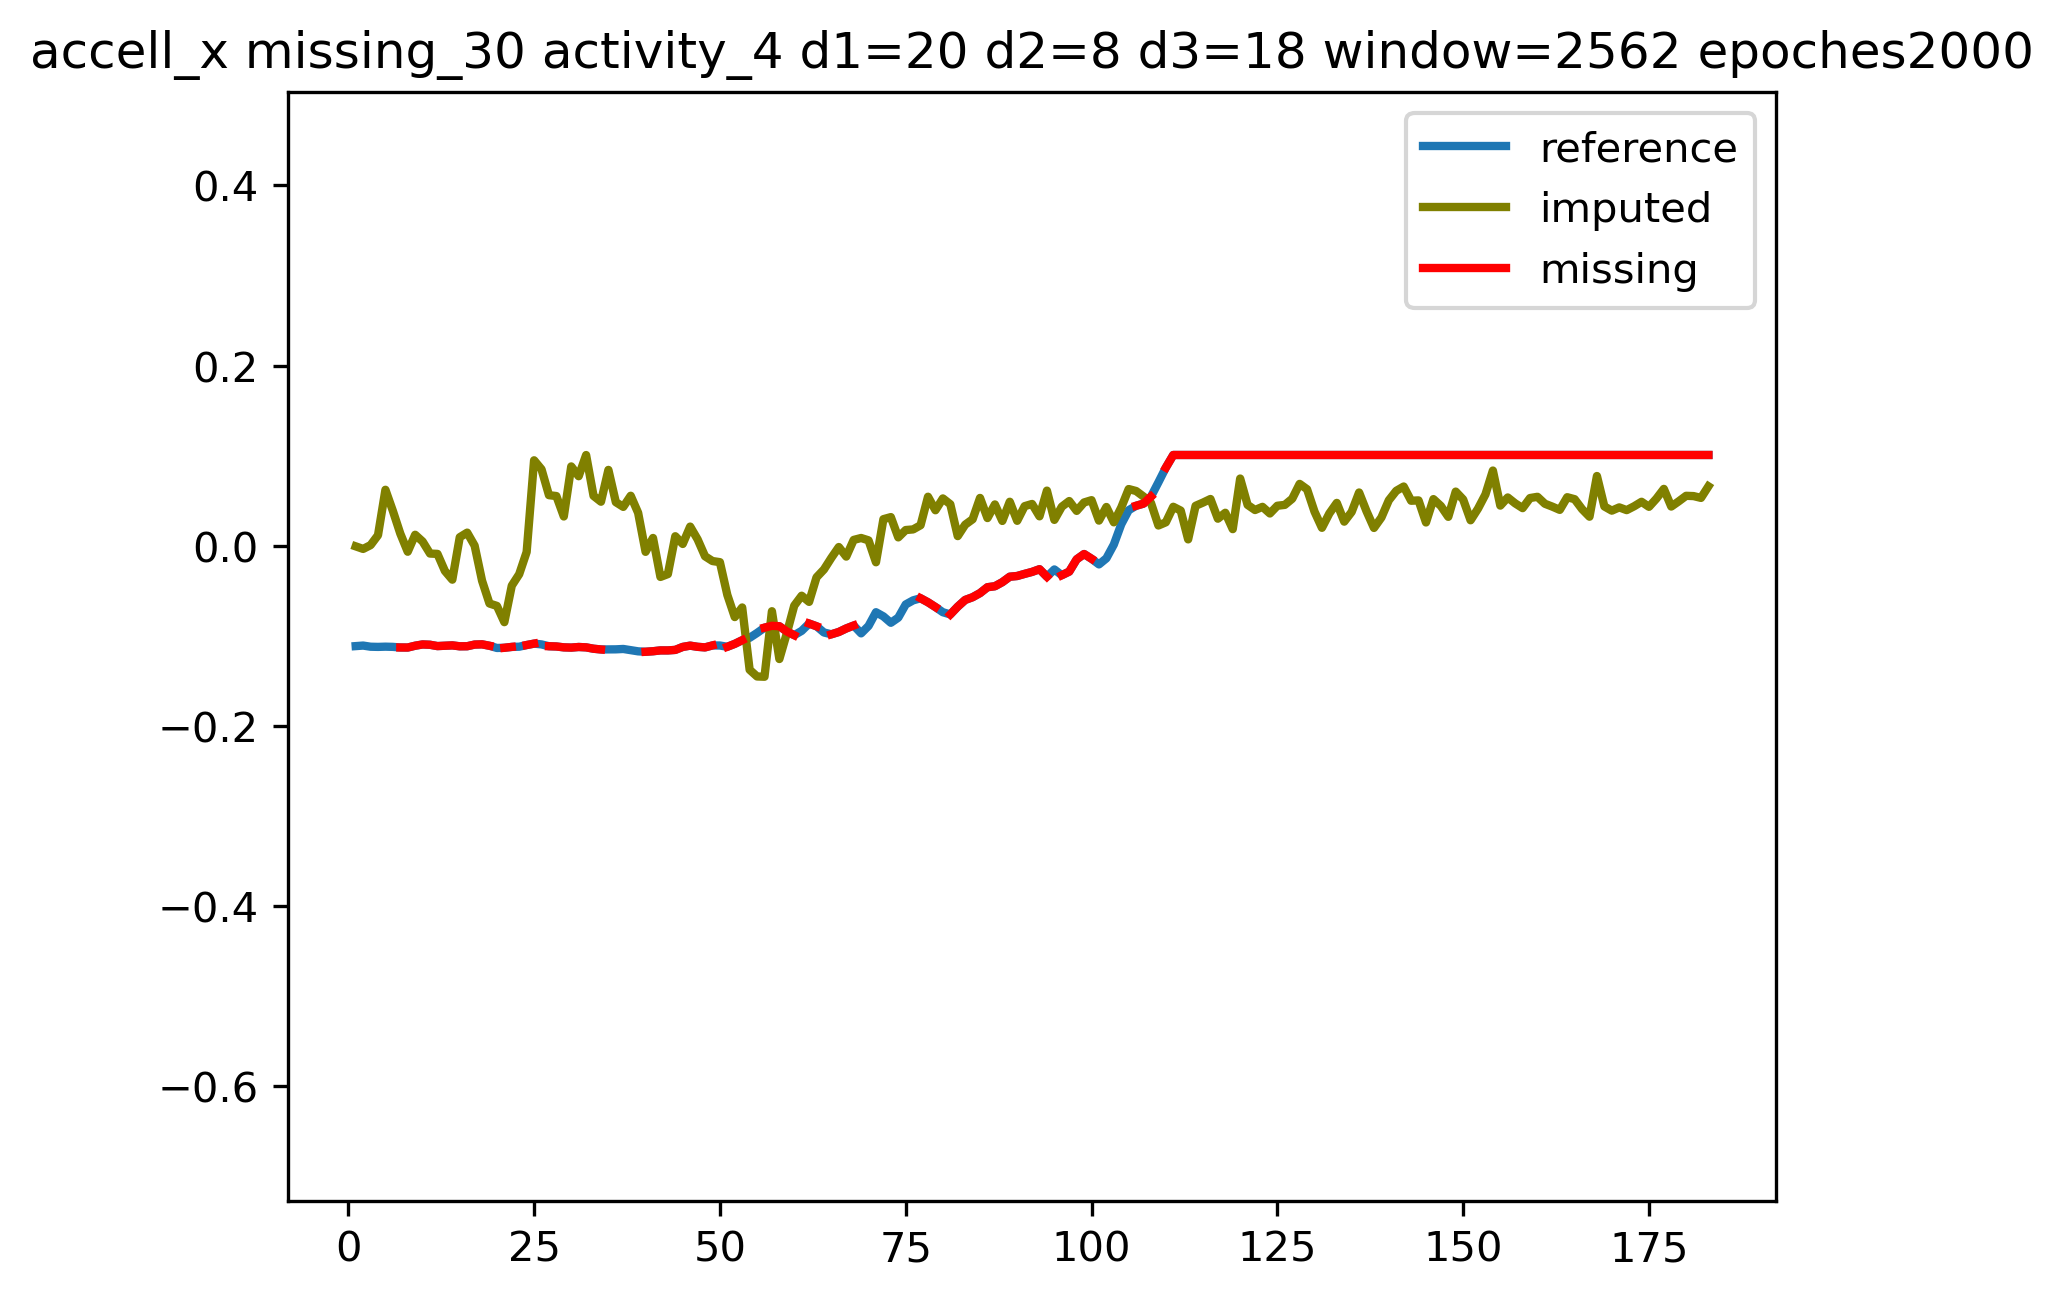 accell_x missing_30 activity_4 d1=20 d2=8 d3=18 window=2562 epoches2000
reference
imputed
missing
0.4
0.2
0.0
−0.2
−0.4
−0.6
0 25 50 75 100 125 150 175